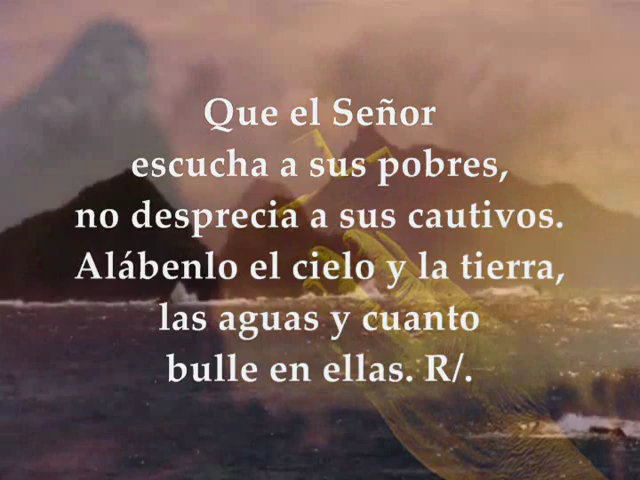 Que el Señor
escucha a sus pobres,
no desprecia a sus cautivos.
Alábenlo el cielo y la tierra,
las aguas y cuanto
bulle en ellas. R/.